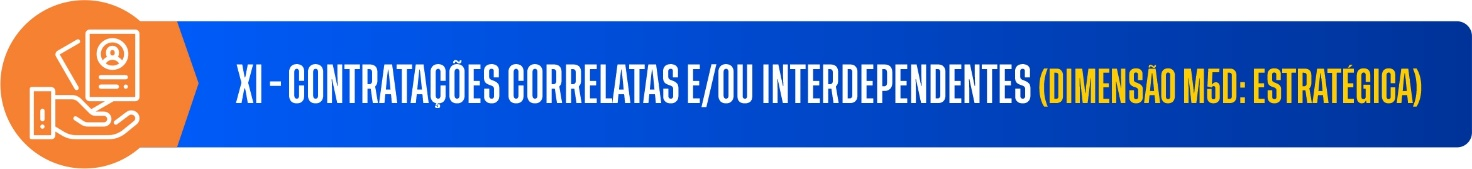 XI - CONTRATAÇÕES CORRELATAS E/OU INTERDEPENDENTES (DIMENSÃO M5D: ESTRATÉGICA)